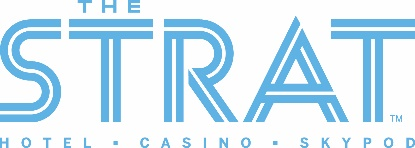 THE
STRAT™
HOTEL ▪ CASINO ▪ SKYPOD